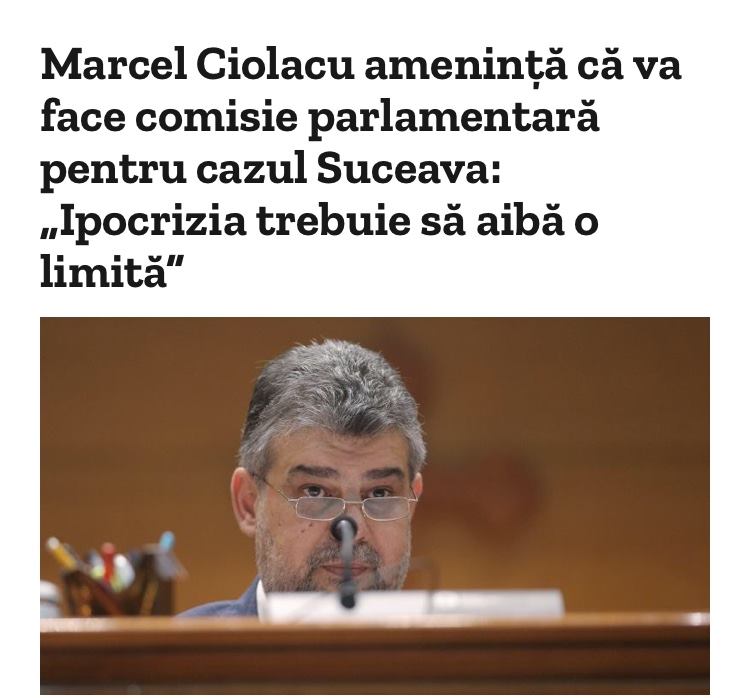 Marcel Ciolacu amenință că va
face comisie parlamentară
pentru cazul Suceava:
„Ipocrizia trebuie să aibă o
limită”